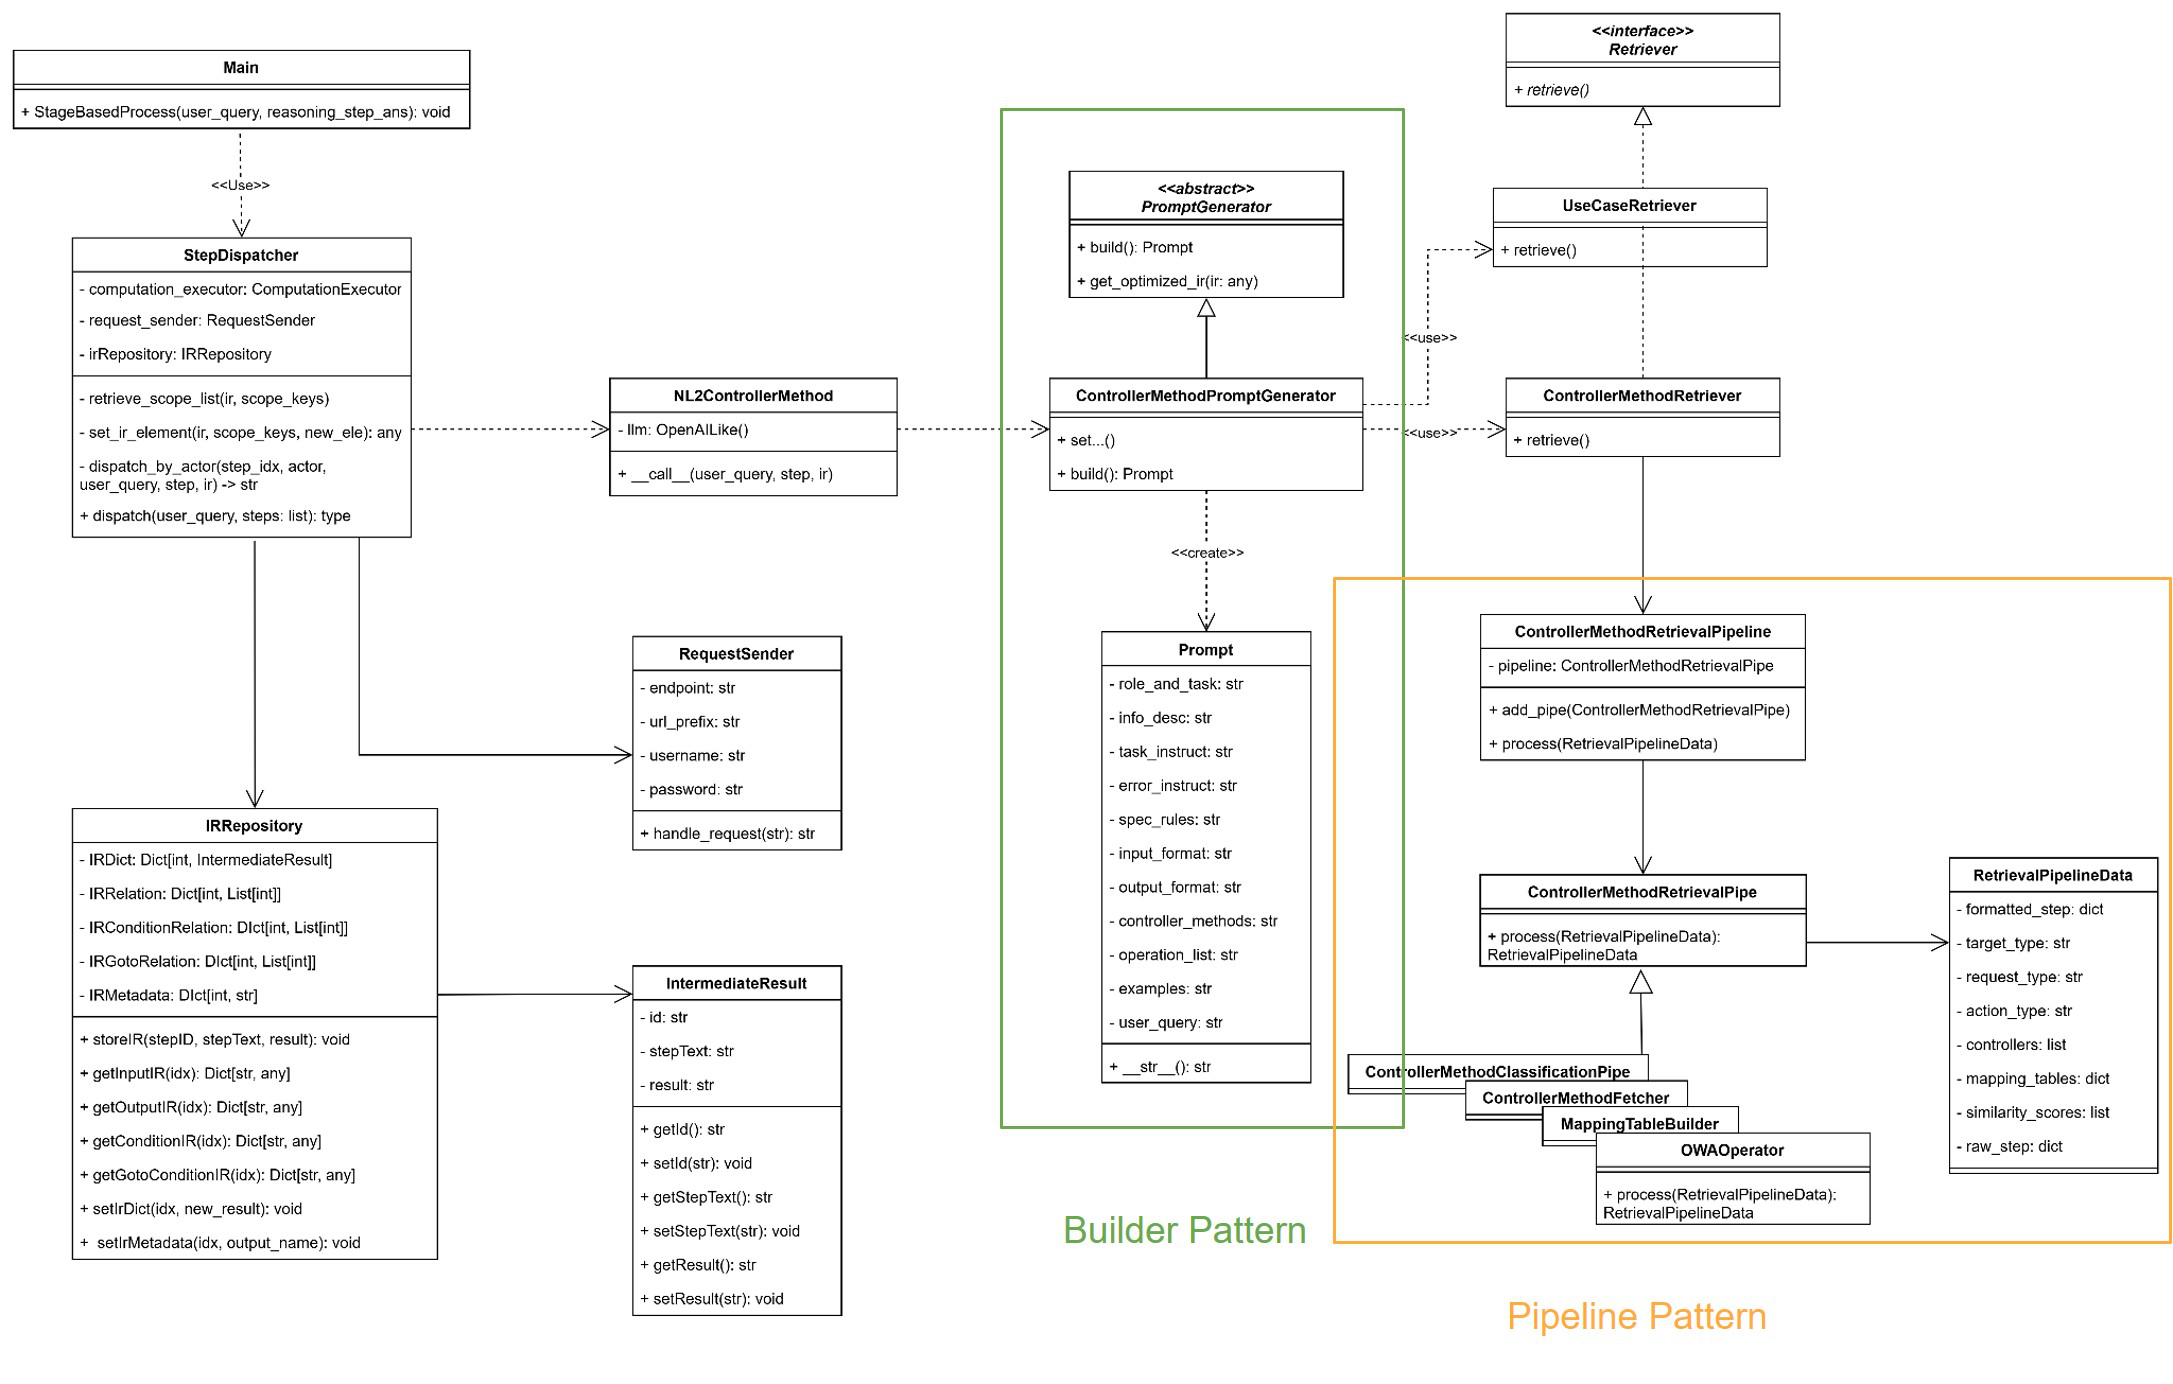 Main
+ StageBasedProcess(user_query, reasoning_step_ans): void
<<Use>>
StepDispatcher
- computation_executor: ComputationExecutor
- request_sender: RequestSender
- irRepository: IRRepository
- retrieve_scope_list(ir, scope_keys)
- set_ir_element(ir, scope_keys, new_ele): any
- dispatch_by_actor(step_idx, actor,
user_query, step, ir) -> str
+ dispatch(user_query, steps: list): type
NL2ControllerMethod
- llm: OpenAILike()
+ __call__(user_query, step, ir)
RequestSender
- endpoint: str
- url_prefix: str
- username: str
- password: str
+ handle_request(str): str
IRRepository
- IRDict: Dict[int, IntermediateResult]
- IRRelation: Dict[int, List[int]]
- IRConditionRelation: DIct[int, List[int]]
- IRGotoRelation: DIct[int, List[int]]
- IRMetadata: DIct[int, str]
+ storeIR(stepID, stepText, result): void
+ getInputIR(idx): Dict[str, any]
+ getOutputIR(idx): Dict[str, any]
+ getConditionIR(idx): Dict[str, any]
+ getGotoConditionIR(idx): Dict[str, any]
+ setIrDict(idx, new_result): void
+ setIrMetadata(idx, output_name): void
IntermediateResult
- id: str
- stepText: str
- result: str
+ getId(): str
+ setId(str): void
+ getStepText(): str
+ setStepText(str): void
+ getResult(): str
+ setResult(str): void
<<abstract>>
PromptGenerator
+ build(): Prompt
+ get_optimized_ir(ir: any)
ControllerMethodPromptGenerator
+ set...()
+ build(): Prompt
<<create>>
Prompt
- role_and_task: str
- info_desc: str
- task_instruct: str
- error_instruct: str
- spec_rules: str
- input_format: str
- output_format: str
- controller_methods: str
- operation_list: str
- examples: str
- user_query: str
+ __str__(): str
Builder Pattern
<<interface>>
Retriever
+ retrieve()
UseCaseRetriever
+ retrieve()
<<use>>
<<use>>
ControllerMethodRetriever
+ retrieve()
ControllerMethodRetrievalPipeline
- pipeline: ControllerMethodRetrievalPipe
+ add_pipe(ControllerMethodRetrievalPipe)
+ process(RetrievalPipelineData)
ControllerMethodRetrievalPipe
+ process(RetrievalPipelineData):
RetrievalPipelineData
RetrievalPipelineData
- formatted_step: dict
- target_type: str
- request_type: str
- action_type: str
- controllers: list
- mapping_tables: dict
- similarity_scores: list
- raw_step: dict
ControllerMethodClassificationPipe
ControllerMethodFetcher
MappingTableBuilder
OWAOperator
+ process(RetrievalPipelineData):
RetrievalPipelineData
Pipeline Pattern